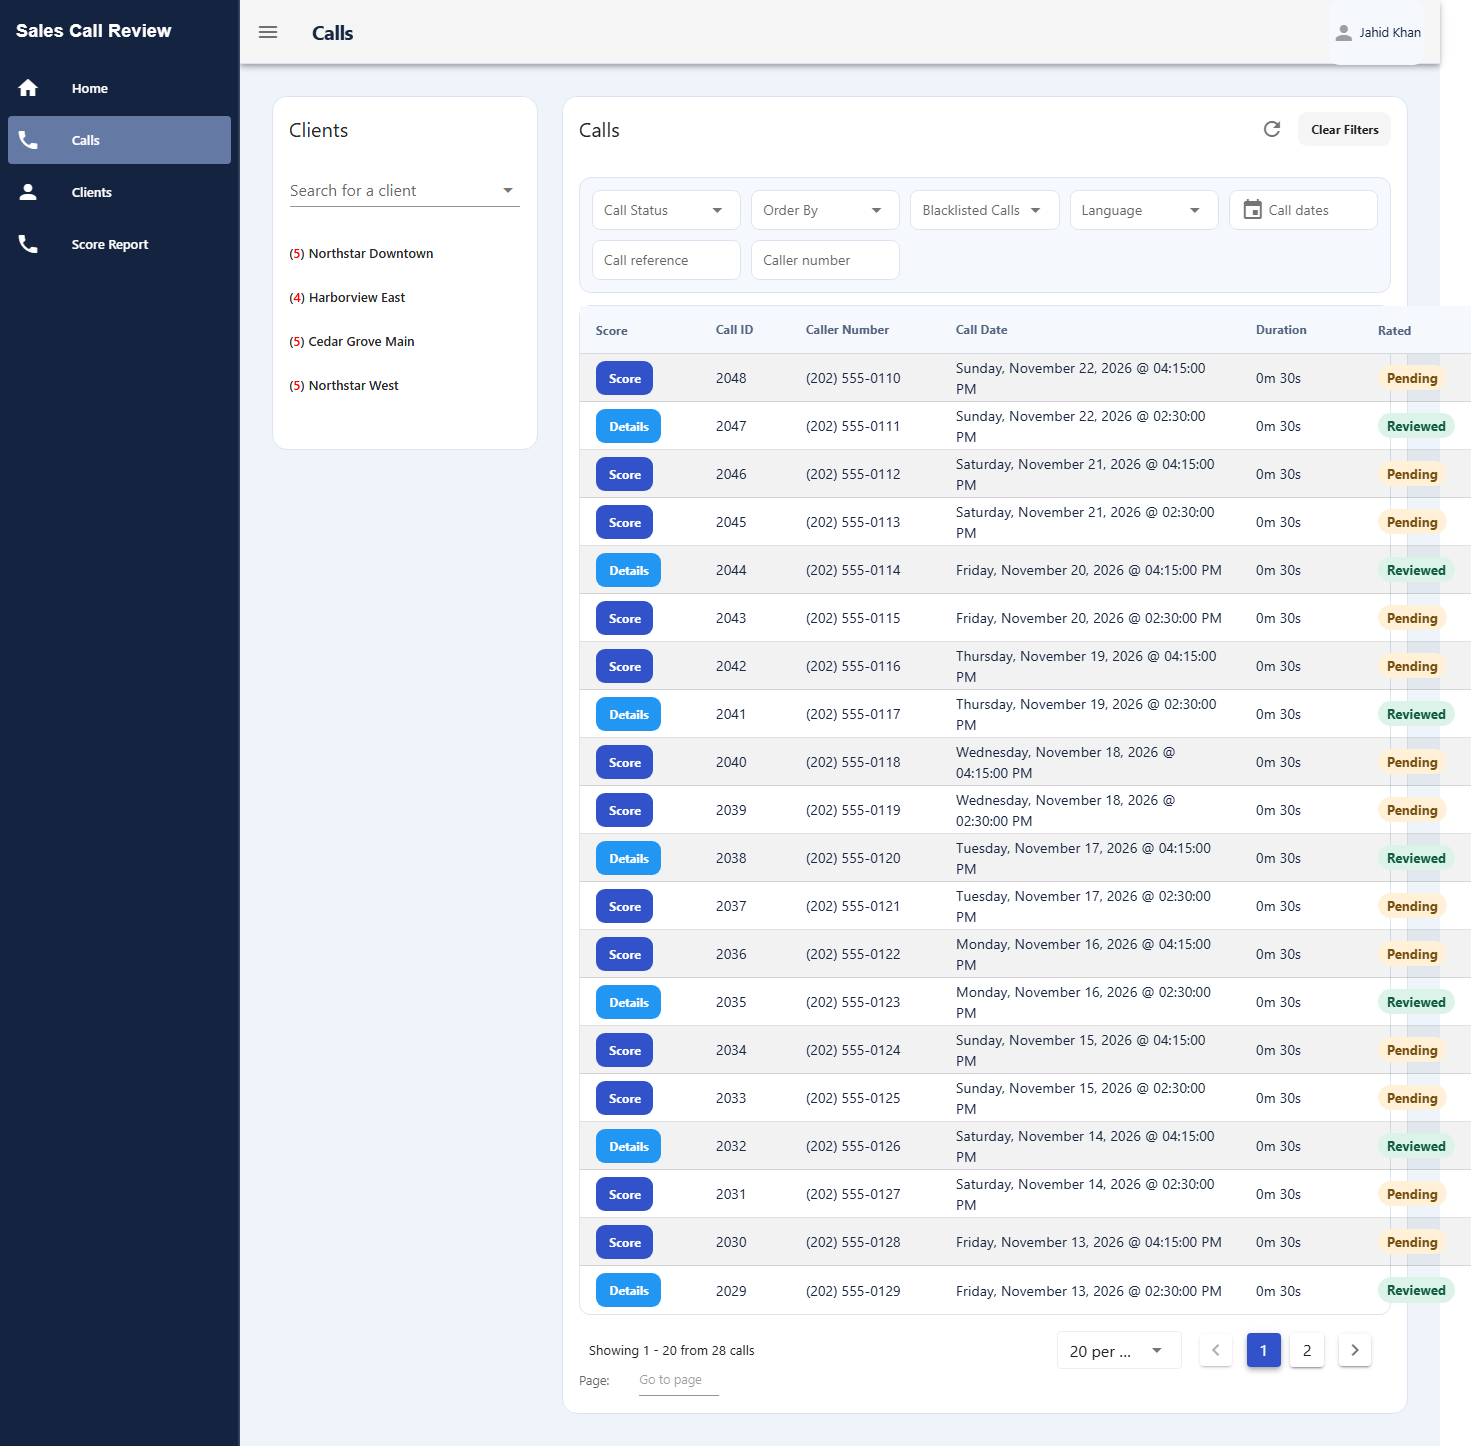 Sales Call Review
Home
Calls
Clients
Score Report
Calls
Jahid Khan
Clients
Search for a client
(5) Northstar Downtown
(4) Harborview East
(5) Cedar Grove Main
(5) Northstar West
Calls
Clear Filters
Call Status
Order By
Blacklisted Calls
Language
Call dates
Call reference
Caller number
Score Call ID Caller Number Call Date Duration Rated
Score 2048 (202) 555-0110 Sunday, November 22, 2026 @ 04:15:00 PM 0m 30s Pending
Details 2047 (202) 555-0111 Sunday, November 22, 2026 @ 02:30:00 PM 0m 30s Reviewed
Score 2046 (202) 555-0112 Saturday, November 21, 2026 @ 04:15:00 PM 0m 30s Pending
Score 2045 (202) 555-0113 Saturday, November 21, 2026 @ 02:30:00 PM 0m 30s Pending
Details 2044 (202) 555-0114 Friday, November 20, 2026 @ 04:15:00 PM 0m 30s Reviewed
Score 2043 (202) 555-0115 Friday, November 20, 2026 @ 02:30:00 PM 0m 30s Pending
Score 2042 (202) 555-0116 Thursday, November 19, 2026 @ 04:15:00 PM 0m 30s Pending
Details 2041 (202) 555-0117 Thursday, November 19, 2026 @ 02:30:00 PM 0m 30s Reviewed
Score 2040 (202) 555-0118 Wednesday, November 18, 2026 @ 04:15:00 PM 0m 30s Pending
Score 2039 (202) 555-0119 Wednesday, November 18, 2026 @ 02:30:00 PM 0m 30s Pending
Details 2038 (202) 555-0120 Tuesday, November 17, 2026 @ 04:15:00 PM 0m 30s Reviewed
Score 2037 (202) 555-0121 Tuesday, November 17, 2026 @ 02:30:00 PM 0m 30s Pending
Score 2036 (202) 555-0122 Monday, November 16, 2026 @ 04:15:00 PM 0m 30s Pending
Details 2035 (202) 555-0123 Monday, November 16, 2026 @ 02:30:00 PM 0m 30s Reviewed
Score 2034 (202) 555-0124 Sunday, November 15, 2026 @ 04:15:00 PM 0m 30s Pending
Score 2033 (202) 555-0125 Sunday, November 15, 2026 @ 02:30:00 PM 0m 30s Pending
Details 2032 (202) 555-0126 Saturday, November 14, 2026 @ 04:15:00 PM 0m 30s Reviewed
Score 2031 (202) 555-0127 Saturday, November 14, 2026 @ 02:30:00 PM 0m 30s Pending
Score 2030 (202) 555-0128 Friday, November 13, 2026 @ 04:15:00 PM 0m 30s Pending
Details 2029 (202) 555-0129 Friday, November 13, 2026 @ 02:30:00 PM 0m 30s Reviewed
Showing 1 - 20 from 28 calls
20 per ...
1
2
Page:
Go to page